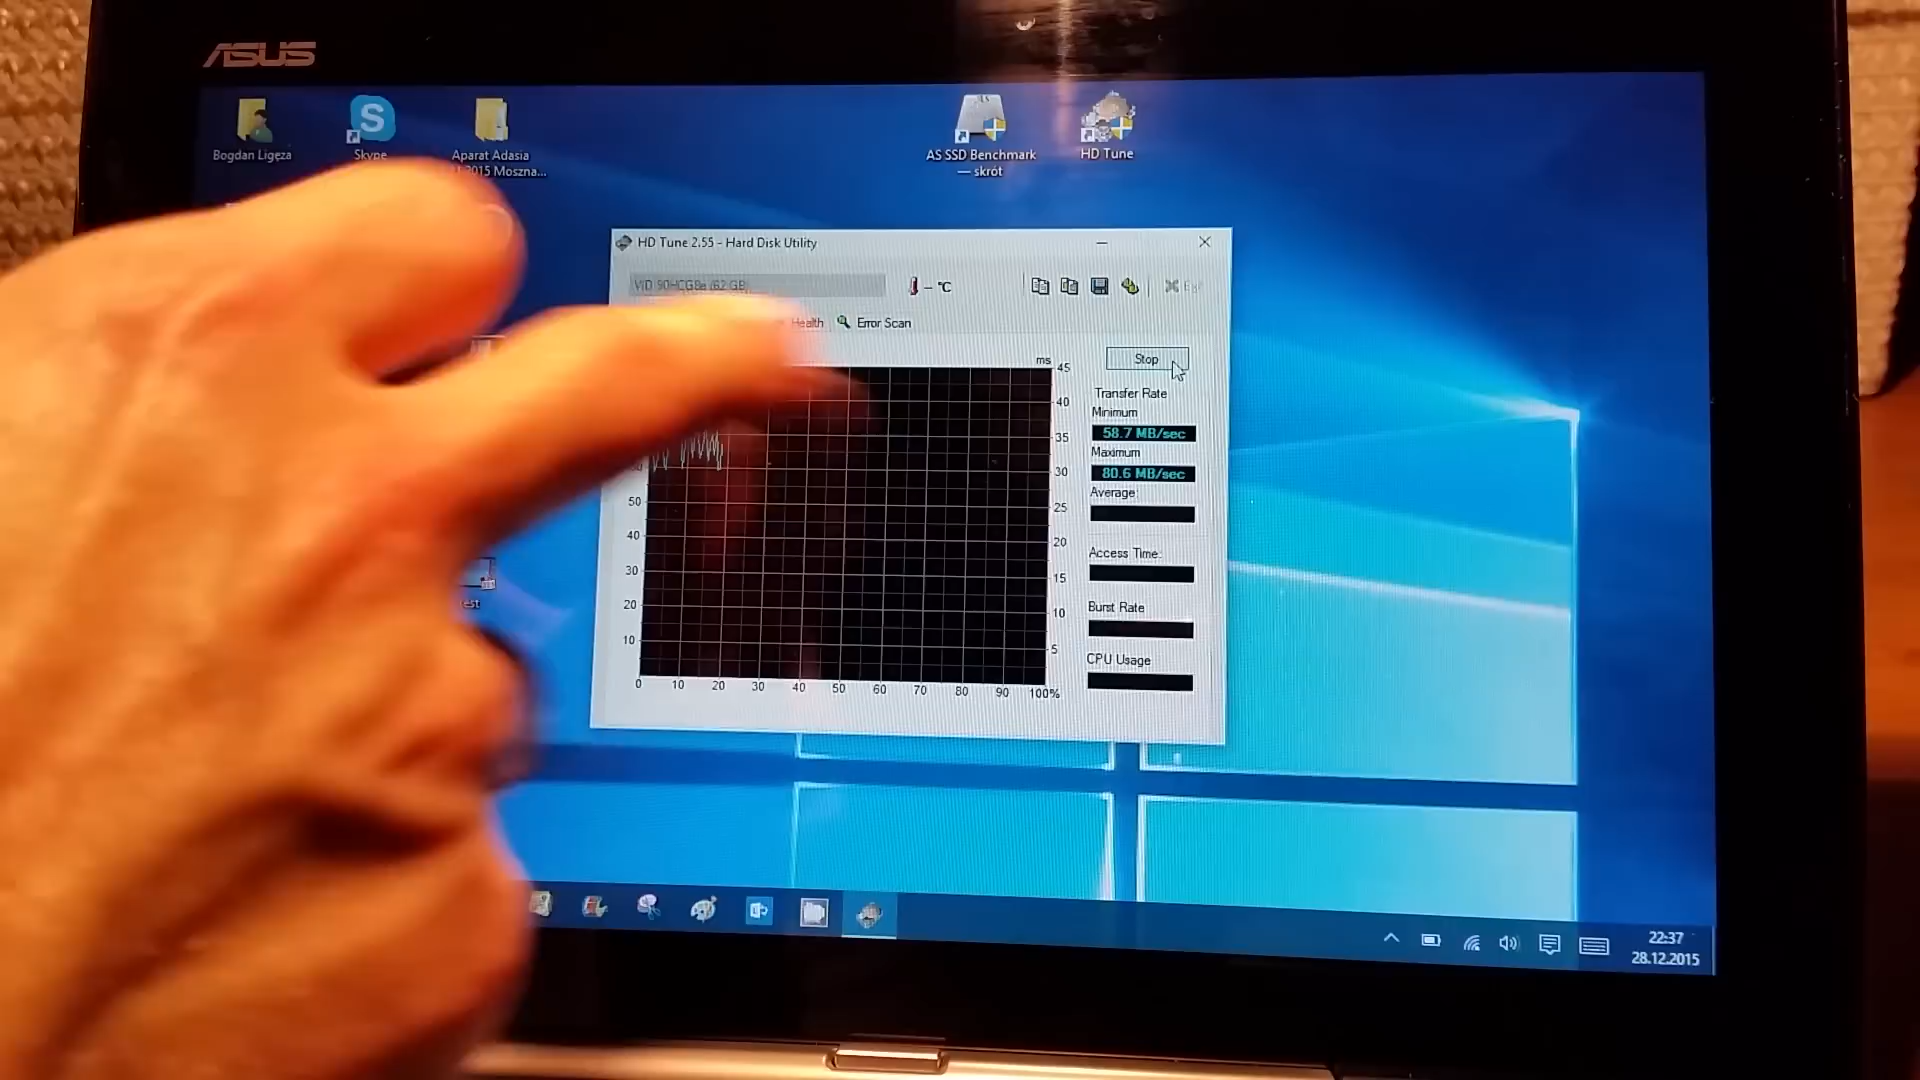 ASUS
Bogdan Ligęza
Skype
Aparat Adasia
2015 Moszna...
AS SSD Benchmark
— skrót
HD Tune
HD Tune 2.55 - Hard Disk Utility
(62 GB)
– °C
Health
Error Scan
Stop
ms
45
40
35
30
25
20
15
10
5
50
40
30
20
10
0 10 20 30 40 50 60 70 80 90 100%
Transfer Rate
Minimum
58.7 MB/sec
Maximum
80.6 MB/sec
Average:
Access Time:
Burst Rate
CPU Usage
22:37
28.12.2015